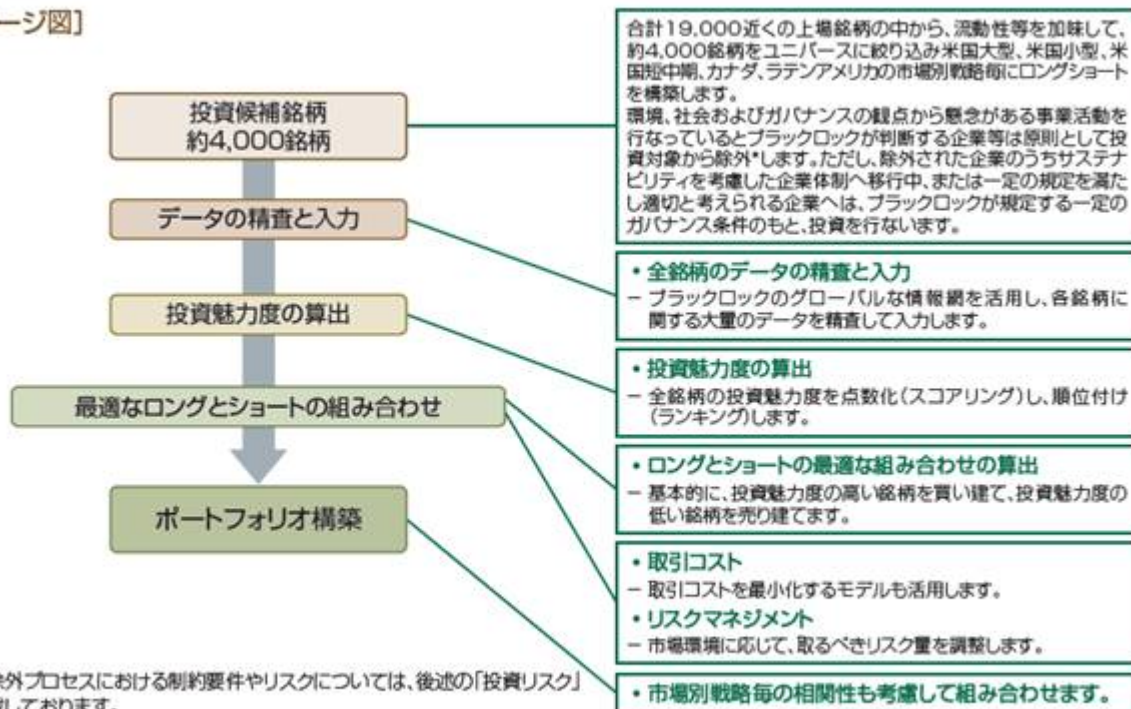 ージ図]
投資候補銘柄
約4,000銘柄
データの精査と入力
投資魅力度の算出
最適なロングとショートの組み合わせ
ポートフォリオ構築
合計19,000近くの上場銘柄の中から、流動性等を加味して、
約4,000銘柄をユニバースに絞り込み米国大型、米国小型、米
国短中期、カナダ、ラテンアメリカの市場別戦略毎にロングショート
を構築します。
環境、社会およびガバナンスの観点から懸念がある事業活動を
行なっているとブラックロックが判断する企業等は原則として投
資対象から除外*します。ただし、除外された企業のうちサステナ
ビリティを考慮した企業体制へ移行中、または一定の規定を満た
し適切と考えられる企業へは、ブラックロックが規定する一定の
ガバナンス条件のもと、投資を行ないます。
・全銘柄のデータの精査と入力
− ブラックロックのグローバルな情報網を活用し、各銘柄に
関する大量のデータを精査して入力します。
・投資魅力度の算出
− 全銘柄の投資魅力度を点数化(スコアリング)し、順位付け
(ランキング)します。
・ロングとショートの最適な組み合わせの算出
− 基本的に、投資魅力度の高い銘柄を買い建て、投資魅力度の
低い銘柄を売り建てます。
・取引コスト
− 取引コストを最小化するモデルも活用します。
・リスクマネジメント
− 市場環境に応じて、取るべきリスク量を調整します。
・市場別戦略毎の相関性も考慮して組み合わせます。
外プロセスにおける制約要件やリスクについては、後述の「投資リスク」
しております。